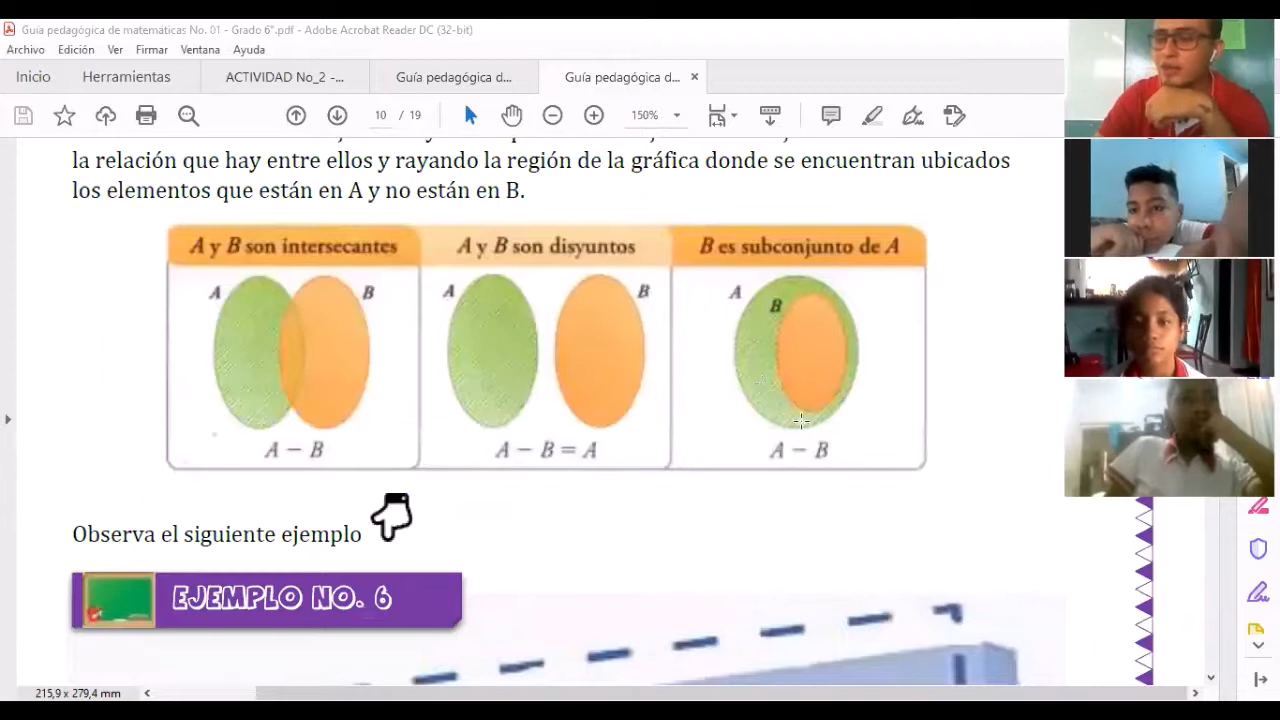 Guía pedagógica de matemáticas No. 01 - Grado 6°.pdf - Adobe Acrobat Reader DC (32-bit)
Archivo Edición Ver Firmar Ventana Ayuda
Inicio Herramientas ACTIVIDAD No_2 -... Guía pedagógica d... Guía pedagógica d... ×
10 / 19 150%
la relación que hay entre ellos y rayando la región de la gráfica donde se encuentran ubicados
los elementos que están en A y no están en B.
A y B son intersecantes A y B son disyuntos B es subconjunto de A
A B A B A B
A − B A − B = A A − B
Observa el siguiente ejemplo
EJEMPLO NO. 6
215,9 x 279,4 mm